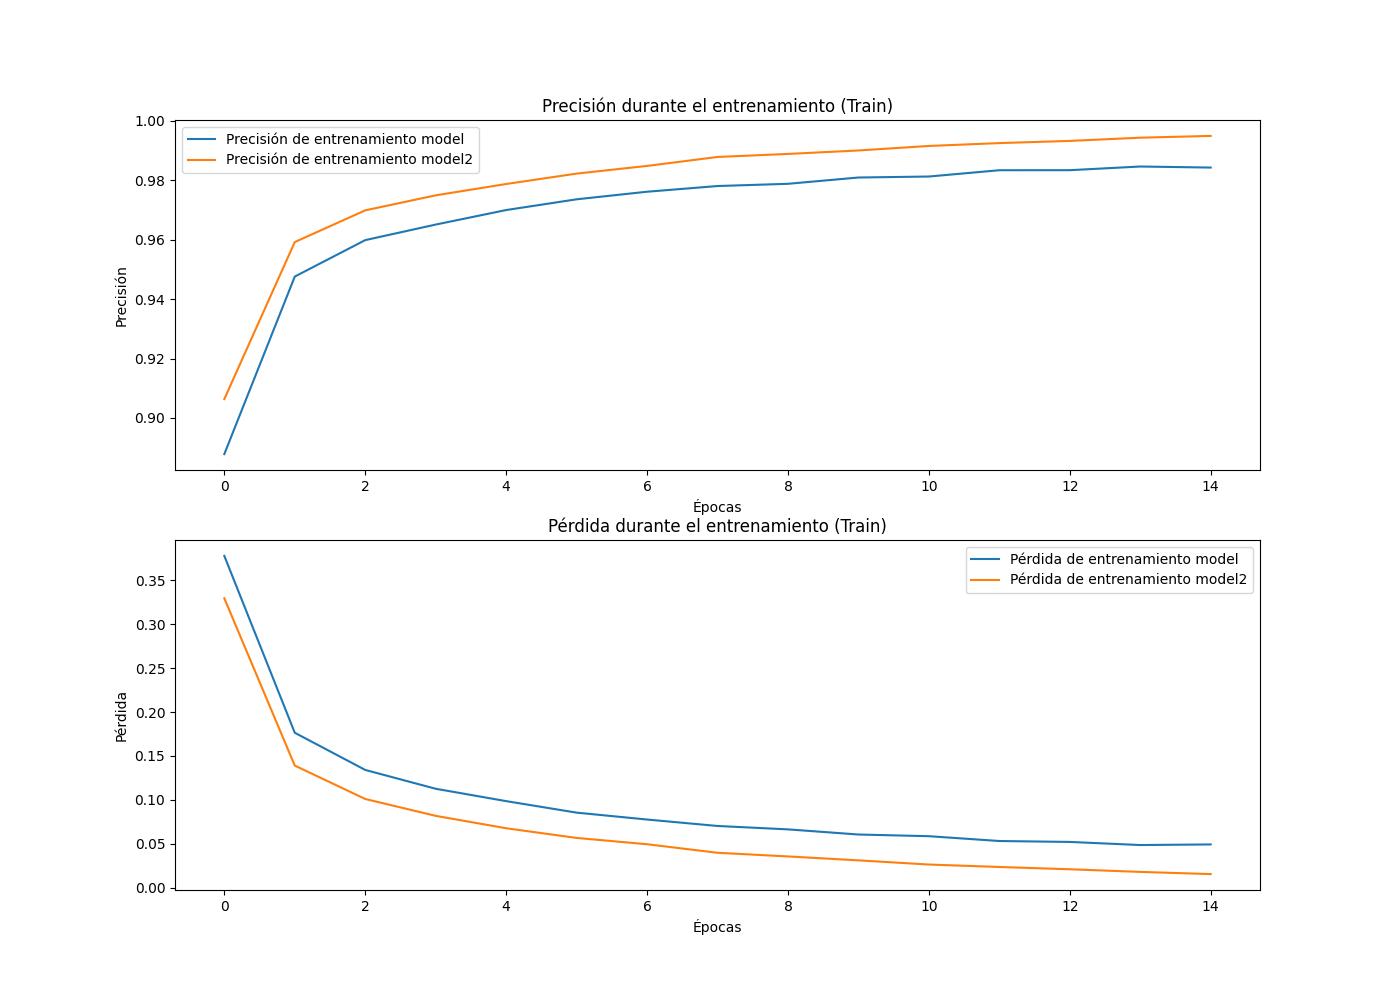 Precisión durante el entrenamiento (Train)
Precisión de entrenamiento model
Precisión de entrenamiento model2
Precisión
1.00
0.98
0.96
0.94
0.92
0.90
0 2 4 6 8 10 12 14
Épocas
Pérdida durante el entrenamiento (Train)
Pérdida de entrenamiento model
Pérdida de entrenamiento model2
Pérdida
0.35
0.30
0.25
0.20
0.15
0.10
0.05
0.00
0 2 4 6 8 10 12 14
Épocas